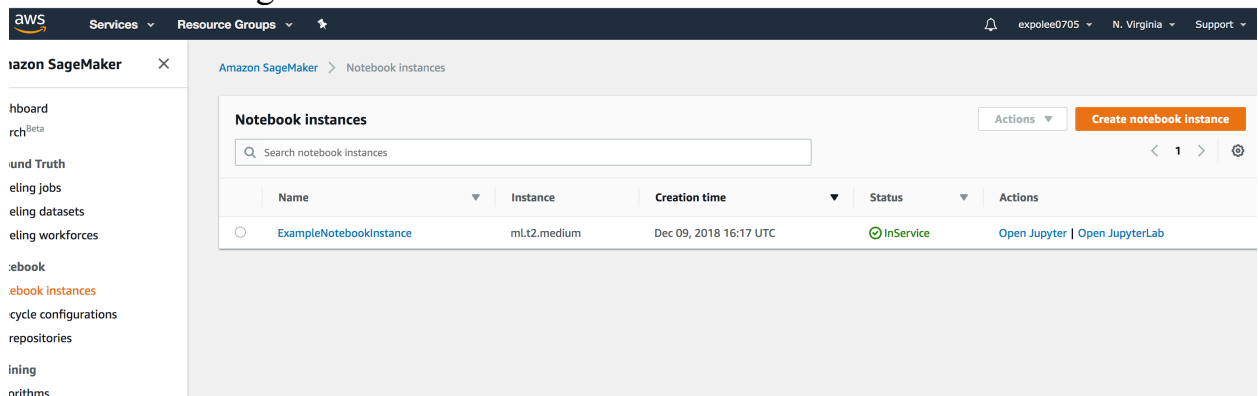 aws Services Resource Groups expolee0705 N. Virginia Support
nazon SageMaker
Amazon SageMaker > Notebook instances
hboard
rch Beta
und Truth
eling jobs
eling datasets
eling workforces
ebook
ebook instances
cycle configurations
repositories
ining
orithms
Notebook instances Actions Create notebook instance
Search notebook instances < 1 >
Name Instance Creation time Status Actions
ExampleNotebookInstance ml.t2.medium Dec 09, 2018 16:17 UTC InService Open Jupyter | Open JupyterLab